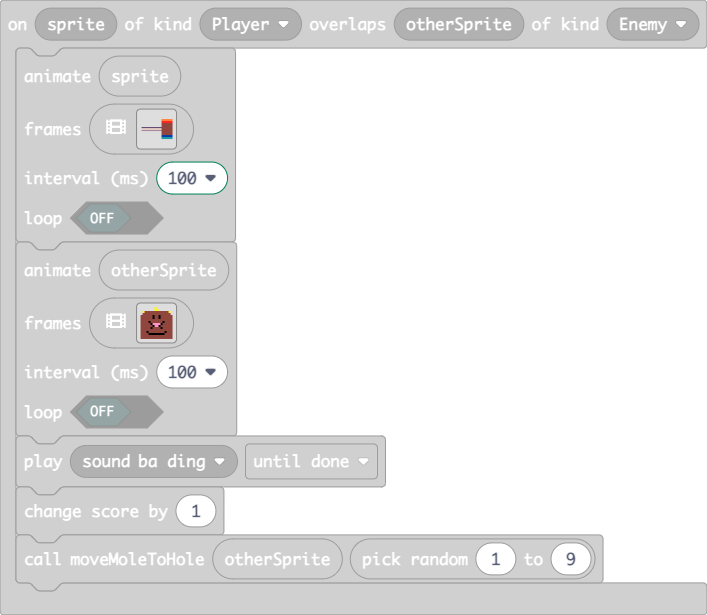 on sprite of kind Player overlaps otherSprite of kind Enemy
animate sprite
frames
interval (ms) 100
loop OFF
animate otherSprite
frames
interval (ms) 100
loop OFF
play sound ba ding until done
change score by 1
call moveMoleToHole otherSprite pick random 1 to 9